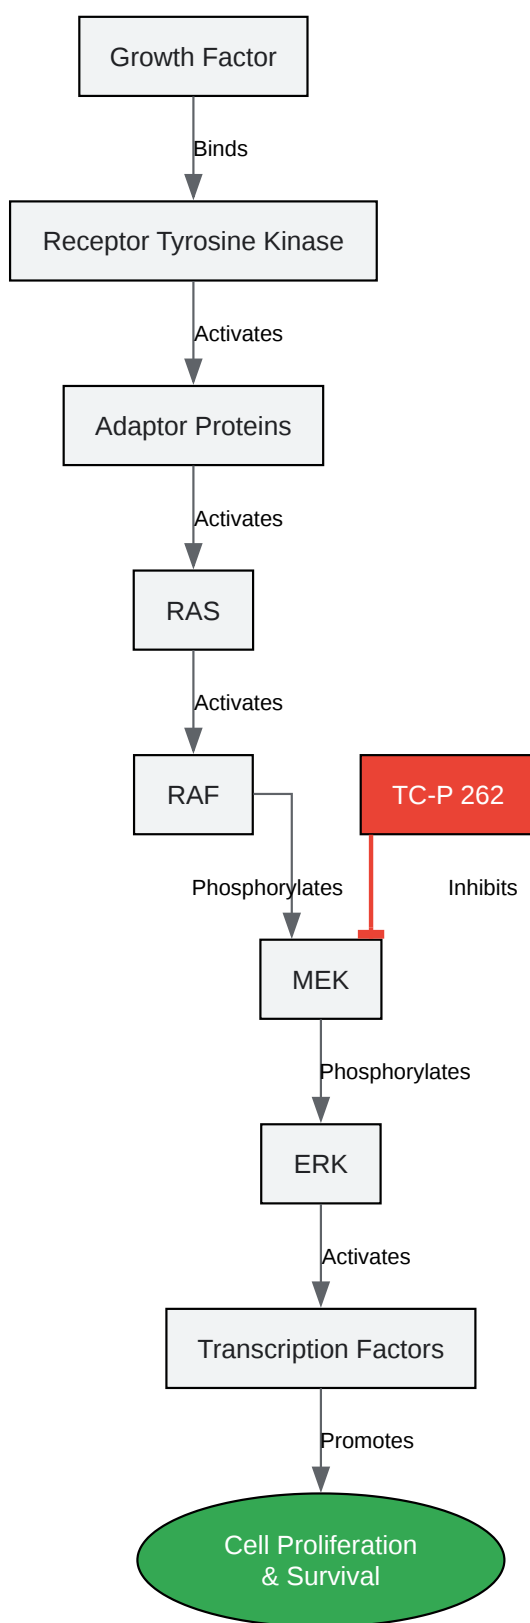 Growth Factor
Binds
Receptor Tyrosine Kinase
Activates
Adaptor Proteins
Activates
RAS
Activates
RAF
TC-P 262
Phosphorylates
Inhibits
MEK
Phosphorylates
ERK
Activates
Transcription Factors
Promotes
Cell Proliferation
& Survival